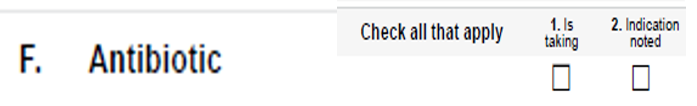 Check all that apply
1. Is taking
2. Indication noted
F. Antibiotic